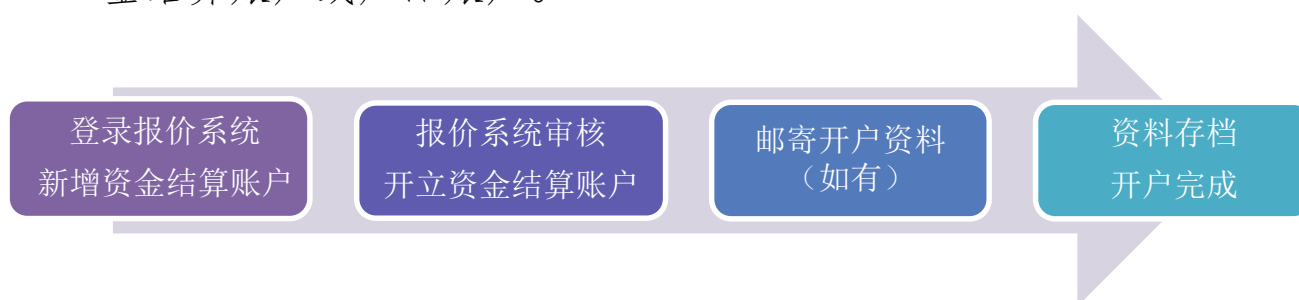 登录报价系统
新增资金结算账户
报价系统审核
开立资金结算账户
邮寄开户资料
（如有）
资料存档
开户完成